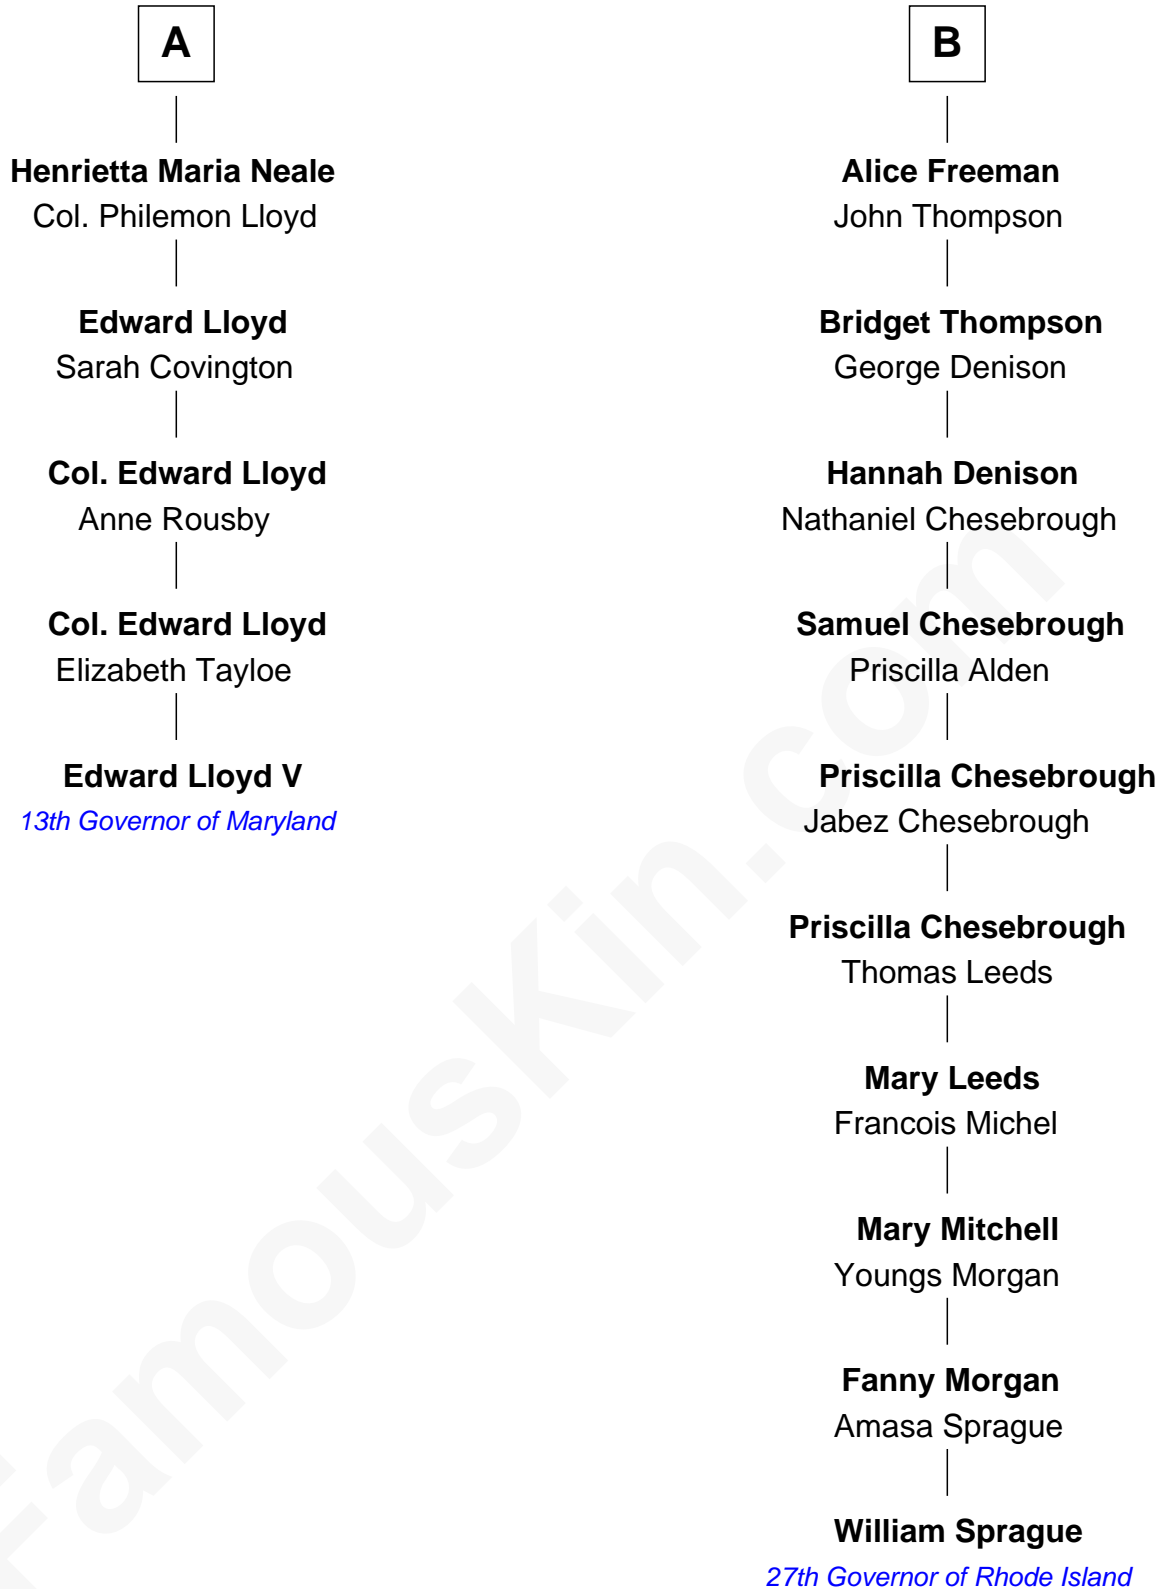 A
Henrietta Maria Neale
Col. Philemon Lloyd
Edward Lloyd
Sarah Covington
Col. Edward Lloyd
Anne Rousby
Col. Edward Lloyd
Elizabeth Tayloe
Edward Lloyd V
13th Governor of Maryland
B
Alice Freeman
John Thompson
Bridget Thompson
George Denison
Hannah Denison
Nathaniel Chesebrough
Samuel Chesebrough
Priscilla Alden
Priscilla Chesebrough
Jabez Chesebrough
Priscilla Chesebrough
Thomas Leeds
Mary Leeds
Francois Michel
Mary Mitchell
Youngs Morgan
Fanny Morgan
Amasa Sprague
William Sprague
27th Governor of Rhode Island
FamousKin.com